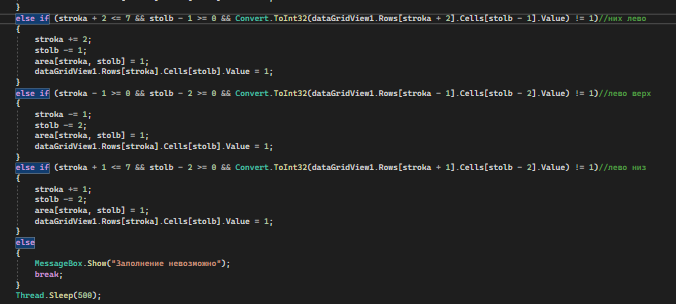 }
else if (stroka + 2 <= 7 && stolb - 1 >= 0 && Convert.ToInt32(dataGridView1.Rows[stroka + 2].Cells[stolb - 1].Value) != 1)//них лево
{
stroka += 2;
stolb -= 1;
area[stroka, stolb] = 1;
dataGridView1.Rows[stroka].Cells[stolb].Value = 1;
}
else if (stroka - 1 >= 0 && stolb - 2 >= 0 && Convert.ToInt32(dataGridView1.Rows[stroka - 1].Cells[stolb - 2].Value) != 1)//лево верх
{
stroka -= 1;
stolb -= 2;
area[stroka, stolb] = 1;
dataGridView1.Rows[stroka].Cells[stolb].Value = 1;
}
else if (stroka + 1 <= 7 && stolb - 2 >= 0 && Convert.ToInt32(dataGridView1.Rows[stroka + 1].Cells[stolb - 2].Value) != 1)//лево низ
{
stroka += 1;
stolb -= 2;
area[stroka, stolb] = 1;
dataGridView1.Rows[stroka].Cells[stolb].Value = 1;
}
else
{
MessageBox.Show("Заполнение невозможно");
break;
}
Thread.Sleep(500);